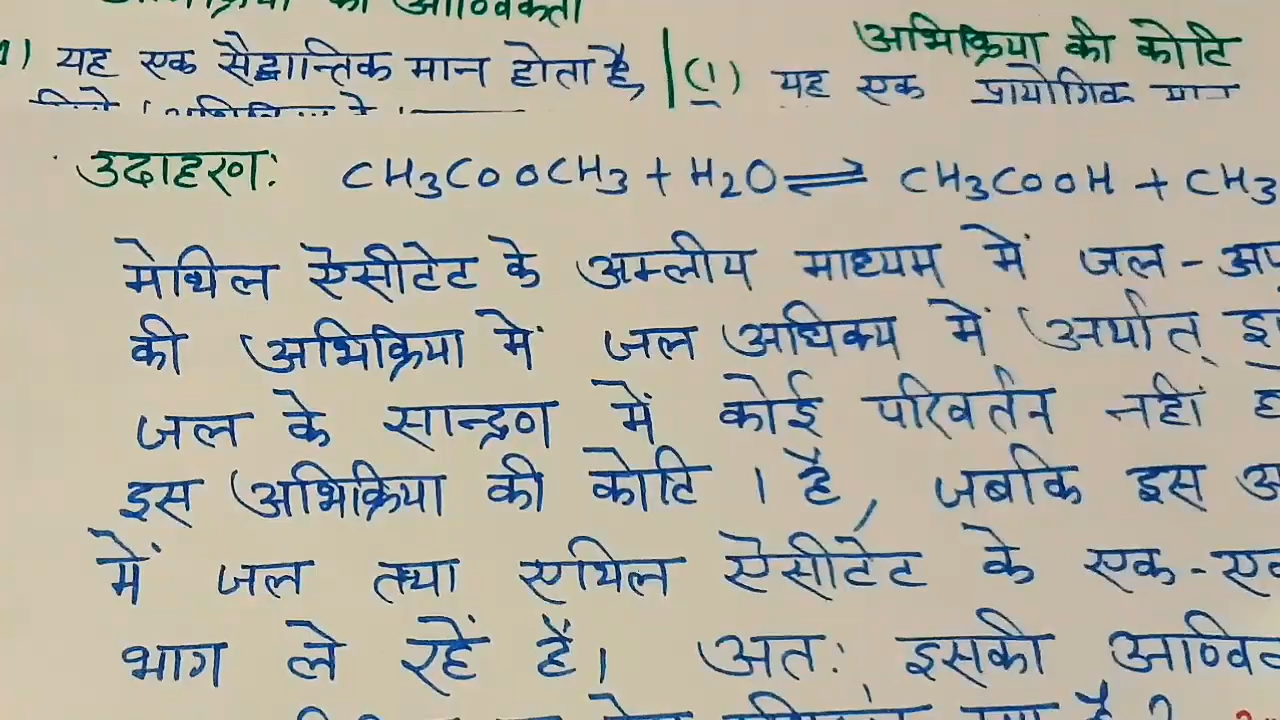 अभिक्रिया की आण्विकता
1) यह एक सैद्धान्तिक मान होता है,
अभिक्रिया की कोटि
(1) यह एक प्रायोगिक मान
उदाहरण: CH3COOCH3 + H2O ⇌ CH3COOH + CH3
मेथिल ऐसीटेट के अम्लीय माध्यम में जल-अप
की अभिक्रिया में जल अधिक्य में अर्थात् इ
जल के सान्द्रण में कोई परिवर्तन नहीं ह
इस अभिक्रिया की कोटि 1 है, जबकि इस अ
में जल तथा एथिल ऐसीटेट के एक-एक
भाग ले रहें हैं। अतः इसकी आण्विक